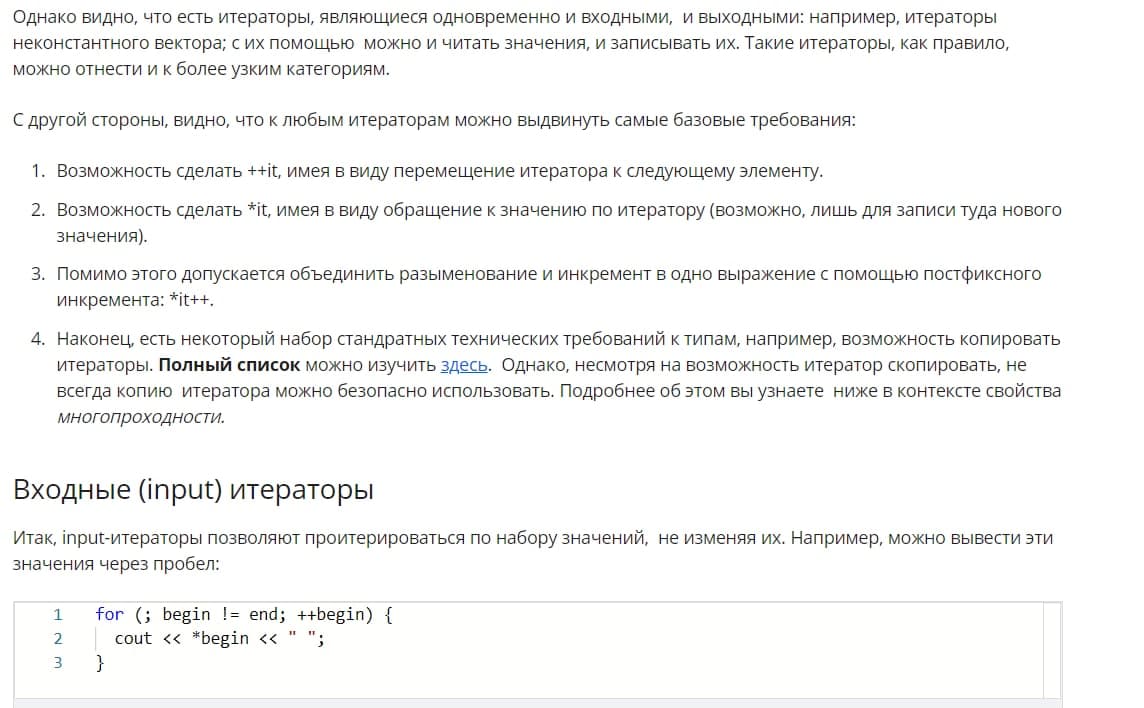 Однако видно, что есть итераторы, являющиеся одновременно и входными, и выходными: например, итераторы
неконстантного вектора; с их помощью можно и читать значения, и записывать их. Такие итераторы, как правило,
можно отнести и к более узким категориям.
С другой стороны, видно, что к любым итераторам можно выдвинуть самые базовые требования:
1. Возможность сделать ++it, имея в виду перемещение итератора к следующему элементу.
2. Возможность сделать *it, имея в виду обращение к значению по итератору (возможно, лишь для записи туда нового
значения).
3. Помимо этого допускается объединить разыменование и инкремент в одно выражение с помощью постфиксного
инкремента: *it++.
4. Наконец, есть некоторый набор стандратных технических требований к типам, например, возможность копировать
итераторы. Полный список можно изучить здесь. Однако, несмотря на возможность итератор скопировать, не
всегда копию итератора можно безопасно использовать. Подробнее об этом вы узнаете ниже в контексте свойства
многопроходности.
Входные (input) итераторы
Итак, input-итераторы позволяют проитерироваться по набору значений, не изменяя их. Например, можно вывести эти
значения через пробел:
1 for (; begin != end; ++begin) {
2 cout << *begin << " ";
3 }